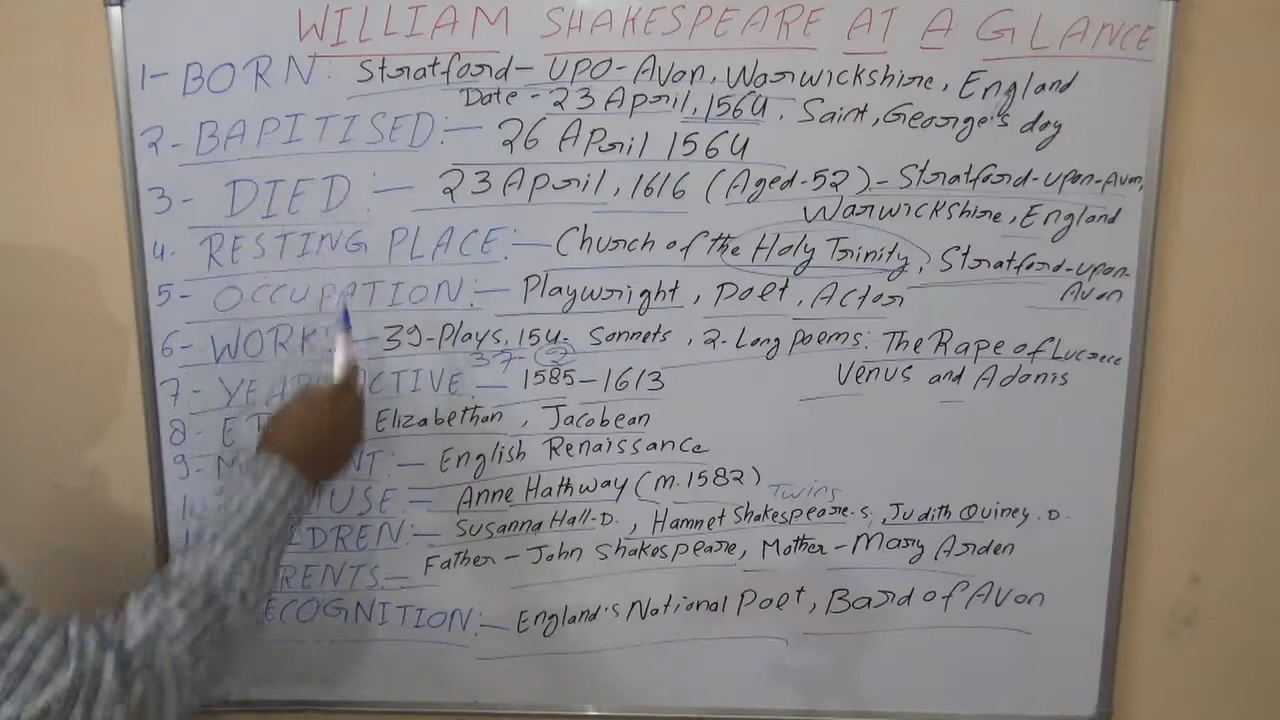 WILLIAM SHAKESPEARE AT A GLANCE
1- BORN: Stratford-UPO-Avon, Warwickshire, England
Date - 23 April, 1564. Saint, George's day
2- BAPITISED:- 26 April 1564
3- DIED:- 23 April, 1616 (Aged-52)- Stratford-upon-Avon,
Warwickshire, England
4. RESTING PLACE:- Church of the Holy Trinity, Stratford-upon-
Avon
5- OCCUPATION:- Playwright, poet, Actor
6- WORK:- 39-Plays, 154- Sonnets, 2-Long poems: The Rape of Lucrece
37- 2
Venus and Adonis
7- CTIVE - 1585-1613
8- Elizabethan, Jacobean
9- NT:- English Renaissance
USE - Anne Hathway (m.1582)
Twins
LDREN:- Susanna Hall-D., Hamnet Shakespeare-S, Judith Quiney.D
RENTS:- Father - John Shakespeare, Mother - Mary Arden
ECOGNITION:- England's National Poet, Bard of Avon